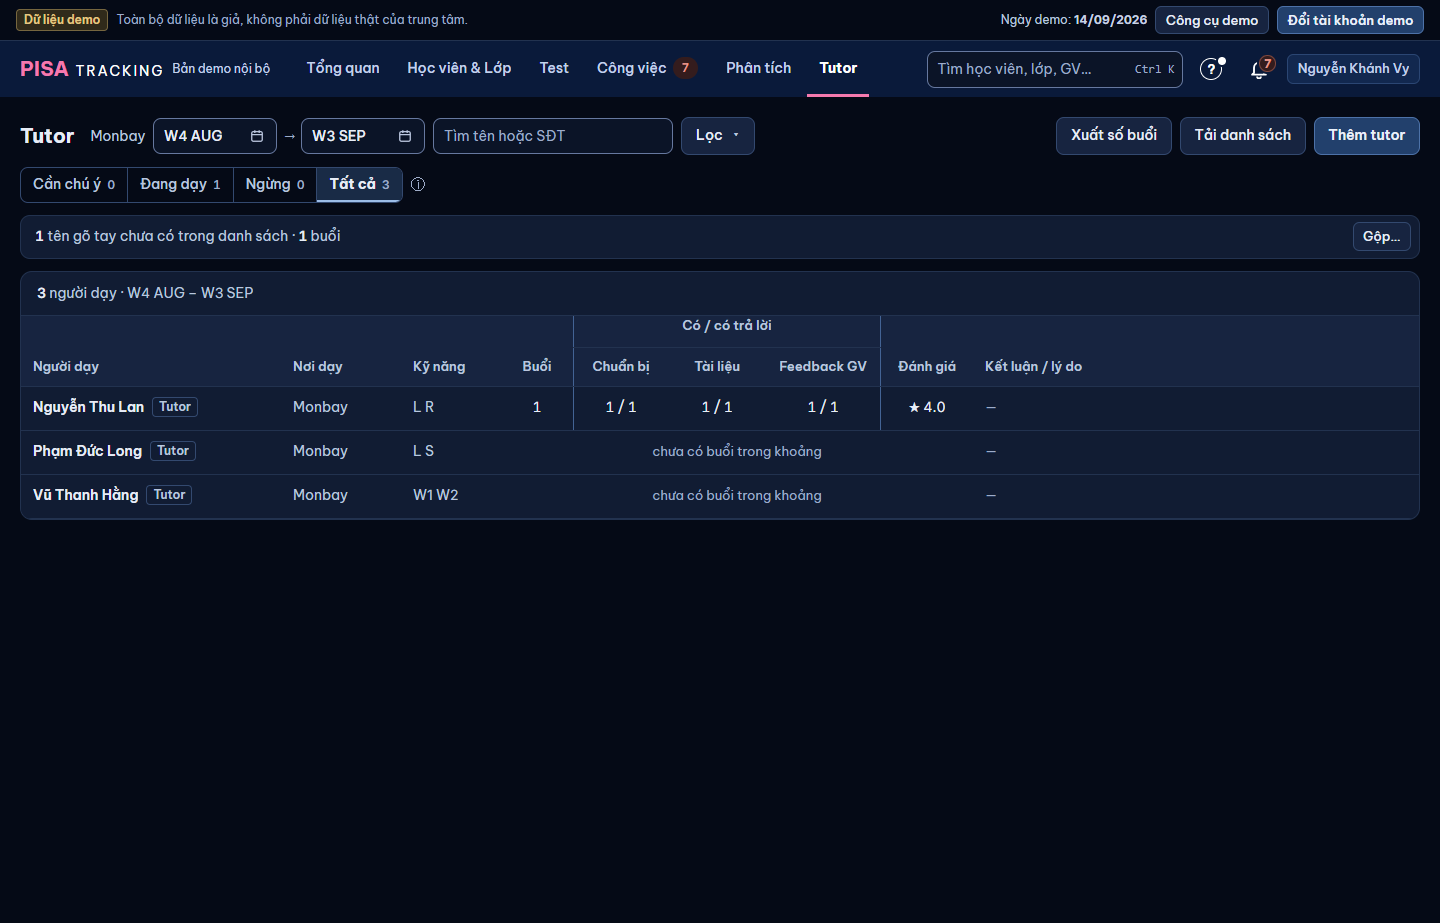 Dữ liệu demo Toàn bộ dữ liệu là giả, không phải dữ liệu thật của trung tâm. Ngày demo: 14/09/2026 Công cụ demo Đổi tài khoản demo
PISA TRACKING Bản demo nội bộ Tổng quan Học viên & Lớp Test Công việc 7 Phân tích Tutor Tìm học viên, lớp, GV... Ctrl K ? 7 Nguyễn Khánh Vy
Tutor Monbay W4 AUG → W3 SEP Tìm tên hoặc SĐT Lọc Xuất số buổi Tải danh sách Thêm tutor
Cần chú ý 0 Đang dạy 1 Ngừng 0 Tất cả 3 ⓘ
1 tên gõ tay chưa có trong danh sách · 1 buổi Gộp...
3 người dạy · W4 AUG – W3 SEP
Có / có trả lời
Người dạy Nơi dạy Kỹ năng Buổi Chuẩn bị Tài liệu Feedback GV Đánh giá Kết luận / lý do
Nguyễn Thu Lan Tutor Monbay L R 1 1 / 1 1 / 1 1 / 1 ★ 4.0 —
Phạm Đức Long Tutor Monbay L S chưa có buổi trong khoảng —
Vũ Thanh Hằng Tutor Monbay W1 W2 chưa có buổi trong khoảng —